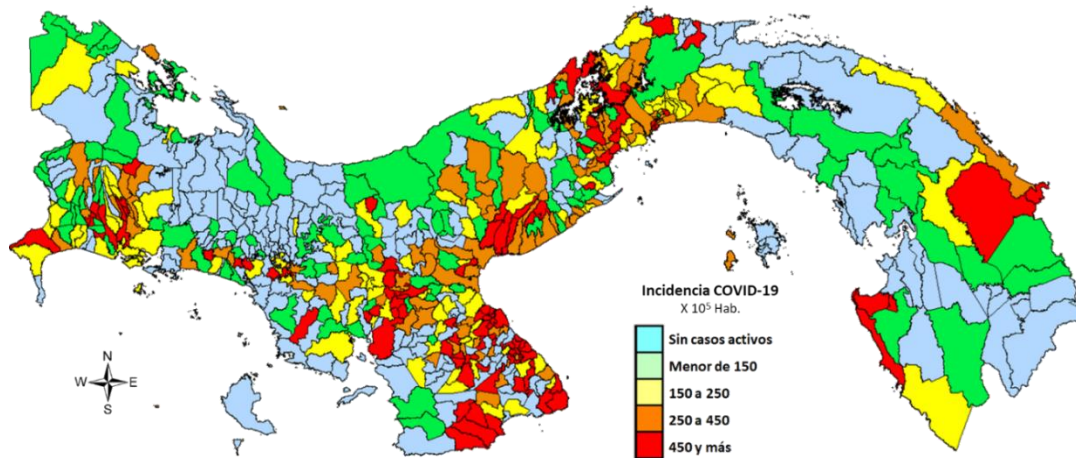 Incidencia COVID-19
X 10⁵ Hab.
Sin casos activos
Menor de 150
150 a 250
250 a 450
450 y más
N
W E
S